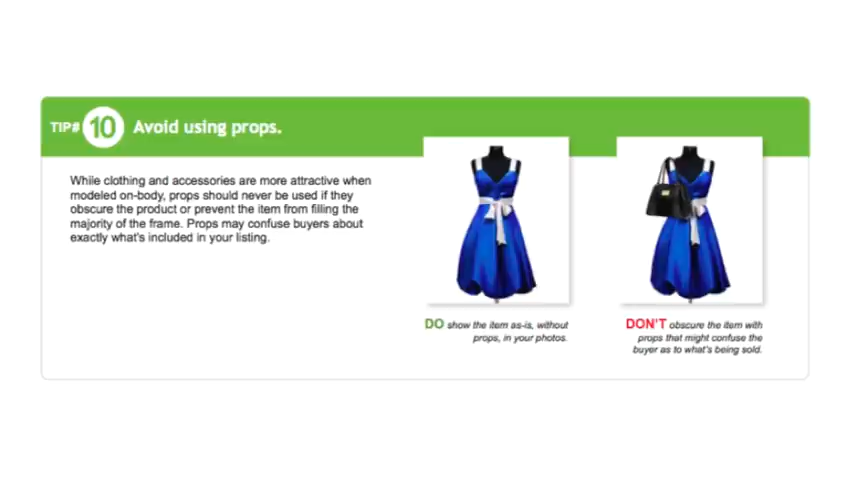 TIP# 10 Avoid using props.
While clothing and accessories are more attractive when
modeled on-body, props should never be used if they
obscure the product or prevent the item from filling the
majority of the frame. Props may confuse buyers about
exactly what's included in your listing.
DO show the item as-is, without
props, in your photos.
DON'T obscure the item with
props that might confuse the
buyer as to what's being sold.